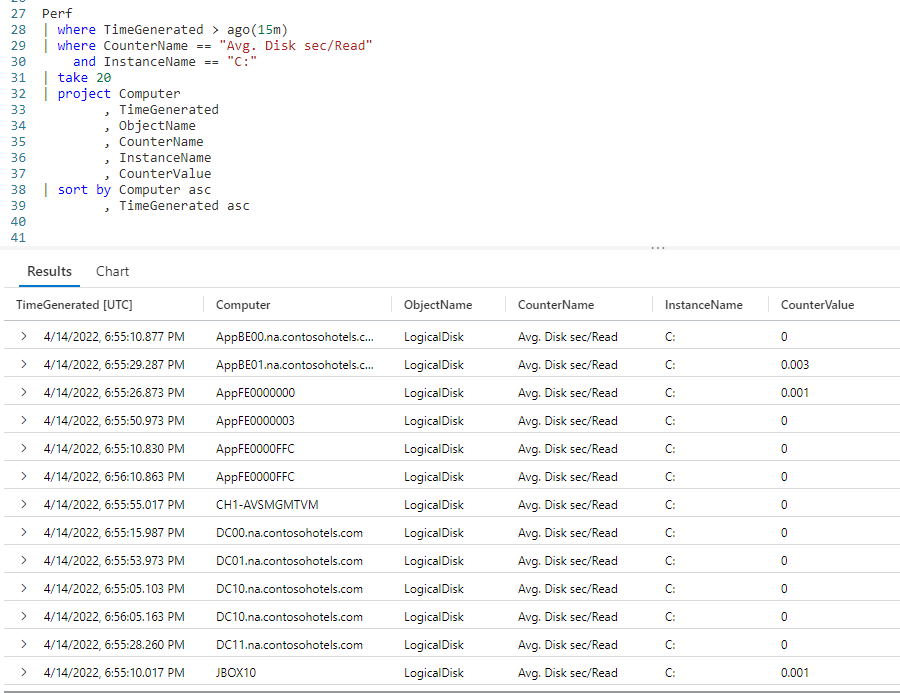 27 Perf
28 | where TimeGenerated > ago(15m)
29 | where CounterName == "Avg. Disk sec/Read"
30 and InstanceName == "C:"
31 | take 20
32 | project Computer
33 , TimeGenerated
34 , ObjectName
35 , CounterName
36 , InstanceName
37 , CounterValue
38 | sort by Computer asc
39 , TimeGenerated asc
40
41
...
Results Chart
TimeGenerated [UTC] Computer ObjectName CounterName InstanceName CounterValue
> 4/14/2022, 6:55:10.877 PM AppBE00.na.contosohotels.c... LogicalDisk Avg. Disk sec/Read C: 0
> 4/14/2022, 6:55:29.287 PM AppBE01.na.contosohotels.c... LogicalDisk Avg. Disk sec/Read C: 0.003
> 4/14/2022, 6:55:26.873 PM AppFE0000000 LogicalDisk Avg. Disk sec/Read C: 0.001
> 4/14/2022, 6:55:50.973 PM AppFE0000003 LogicalDisk Avg. Disk sec/Read C: 0
> 4/14/2022, 6:55:10.830 PM AppFE0000FFC LogicalDisk Avg. Disk sec/Read C: 0
> 4/14/2022, 6:56:10.863 PM AppFE0000FFC LogicalDisk Avg. Disk sec/Read C: 0
> 4/14/2022, 6:55:55.017 PM CH1-AVSMGMTVM LogicalDisk Avg. Disk sec/Read C: 0
> 4/14/2022, 6:55:15.987 PM DC00.na.contosohotels.com LogicalDisk Avg. Disk sec/Read C: 0
> 4/14/2022, 6:55:53.973 PM DC01.na.contosohotels.com LogicalDisk Avg. Disk sec/Read C: 0
> 4/14/2022, 6:55:05.103 PM DC10.na.contosohotels.com LogicalDisk Avg. Disk sec/Read C: 0
> 4/14/2022, 6:56:05.163 PM DC10.na.contosohotels.com LogicalDisk Avg. Disk sec/Read C: 0
> 4/14/2022, 6:55:28.260 PM DC11.na.contosohotels.com LogicalDisk Avg. Disk sec/Read C: 0
> 4/14/2022, 6:55:10.017 PM JBOX10 LogicalDisk Avg. Disk sec/Read C: 0.001